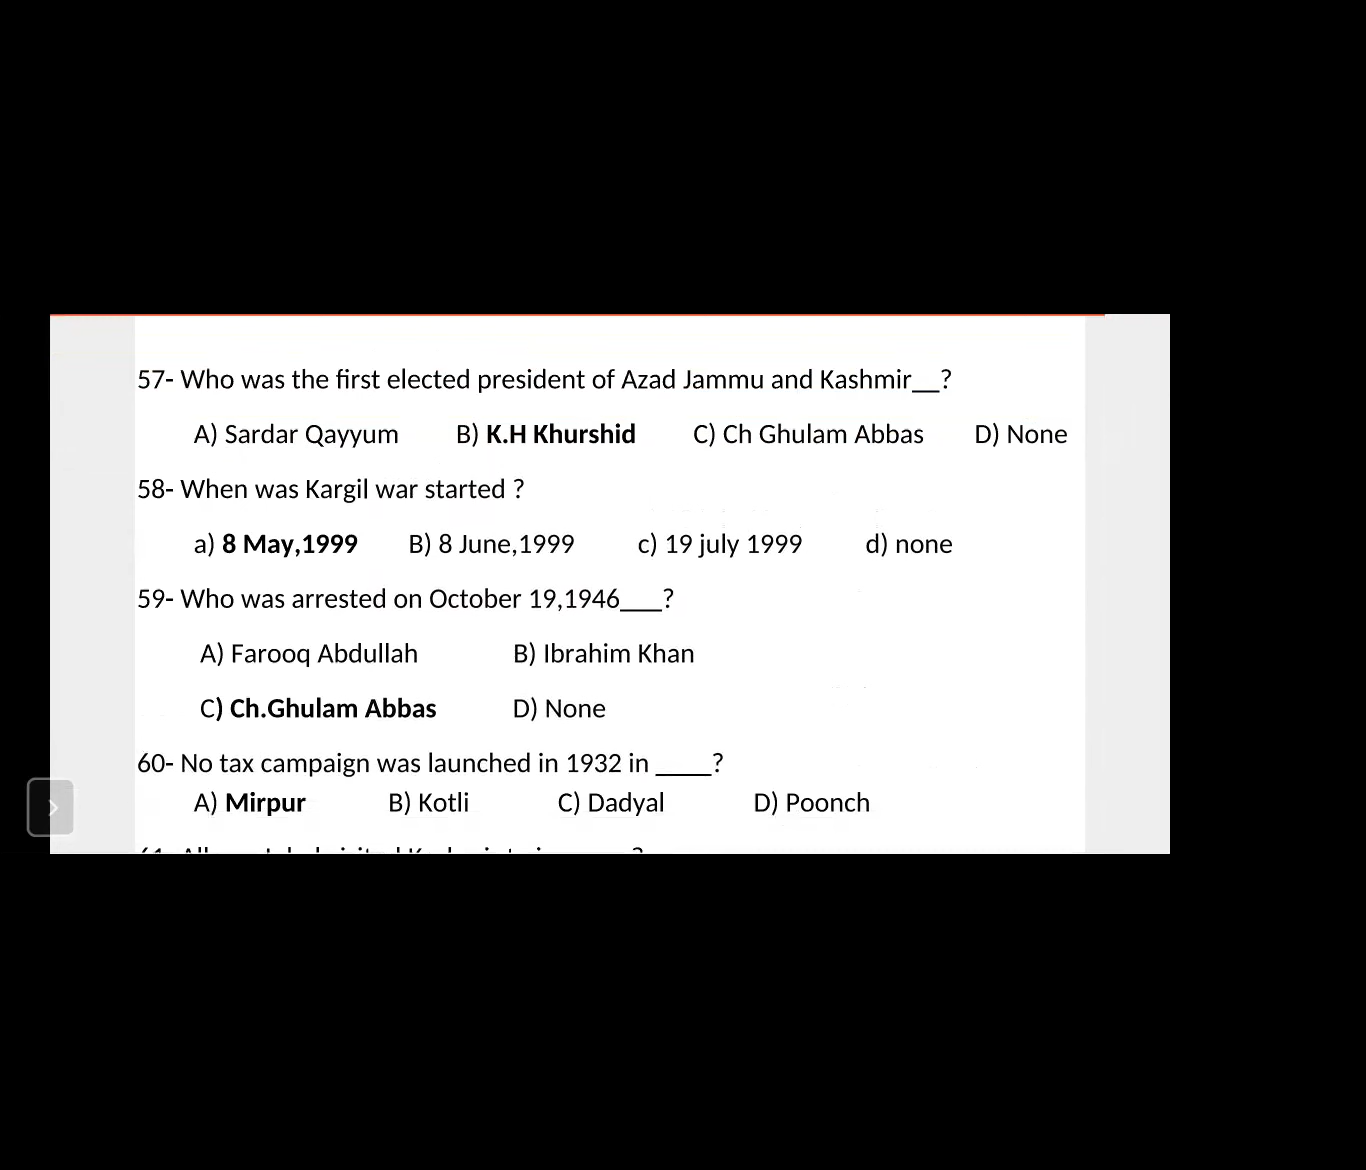 57- Who was the first elected president of Azad Jammu and Kashmir__?
A) Sardar Qayyum B) K.H Khurshid C) Ch Ghulam Abbas D) None
58- When was Kargil war started ?
a) 8 May,1999 B) 8 June,1999 c) 19 july 1999 d) none
59- Who was arrested on October 19,1946___?
A) Farooq Abdullah B) Ibrahim Khan
C) Ch.Ghulam Abbas D) None
60- No tax campaign was launched in 1932 in ____?
A) Mirpur B) Kotli C) Dadyal D) Poonch